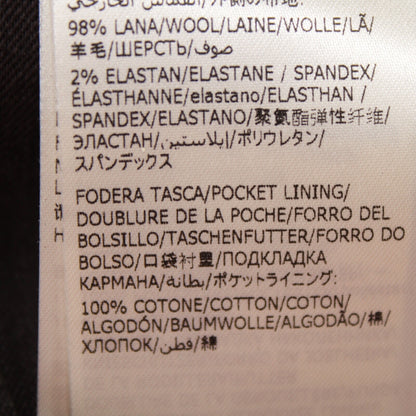 98% LANA/WOOL/LAINE/WOLLE/LÃ/
羊毛/ШЕРСТЬ/صوف/
2% ELASTAN/ELASTANE / SPANDEX/
ÉLASTHANNE/elastano/ELASTHAN /
SPANDEX/ELASTANO/聚氨酯弹性纤维/
ЭЛАСТАН/إيلاستين/ポリウレタン/
スパンデックス
FODERA TASCA/POCKET LINING/
DOUBLURE DE LA POCHE/FORRO DEL
BOLSILLO/TASCHENFUTTER/FORRO DO
BOLSO/口袋衬里/ПОДКЛАДКА
КАРМАНА/بطانة/ポケットライニング:
100% COTONE/COTTON/COTON/
ALGODÓN/BAUMWOLLE/ALGODÃO/棉/
ХЛОПОК/قطن/綿